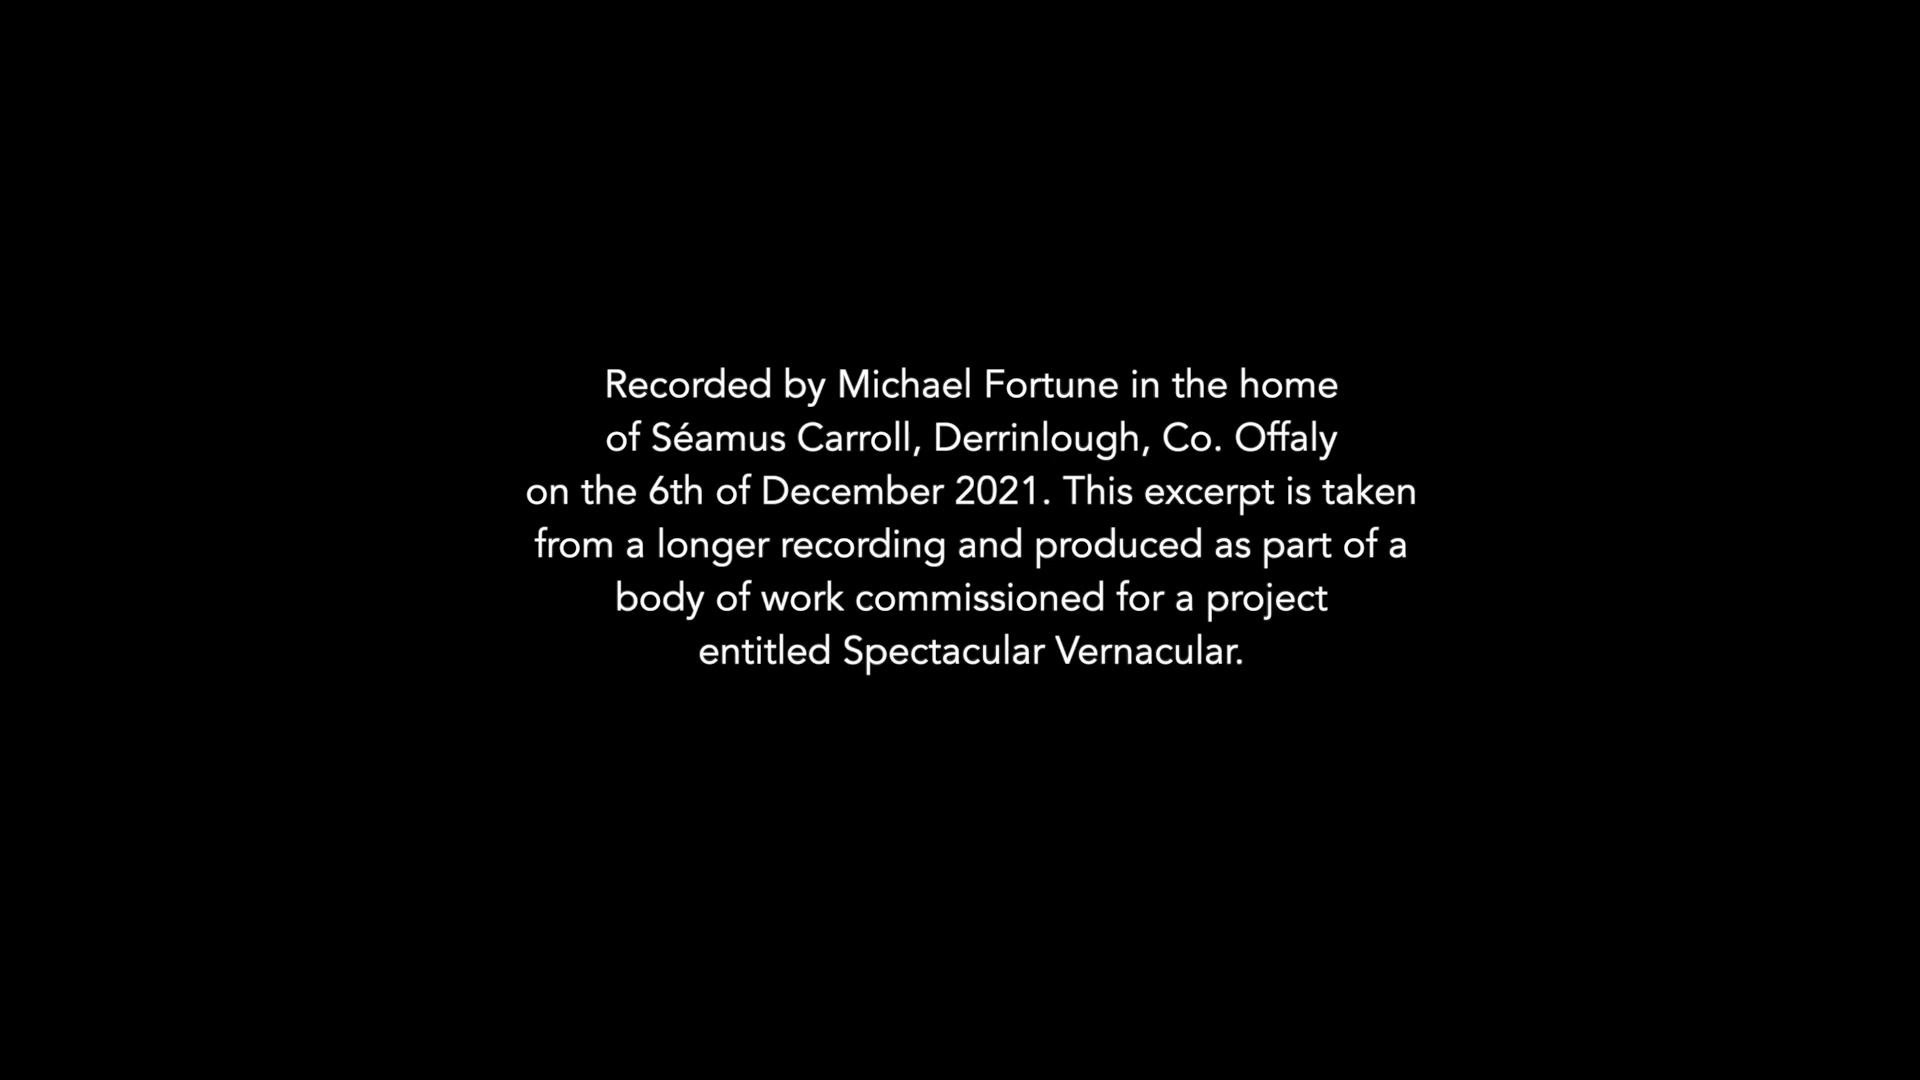 Recorded by Michael Fortune in the home
of Séamus Carroll, Derrinlough, Co. Offaly
on the 6th of December 2021. This excerpt is taken
from a longer recording and produced as part of a
body of work commissioned for a project
entitled Spectacular Vernacular.